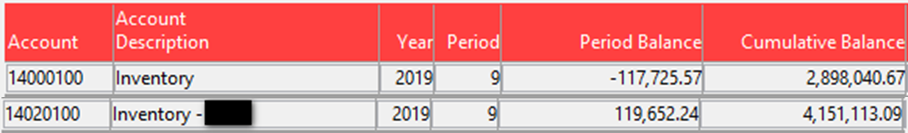 Account Account Description Year Period Period Balance Cumulative Balance
14000100 Inventory 2019 9 -117,725.57 2,898,040.67
14020100 Inventory - 2019 9 119,652.24 4,151,113.09